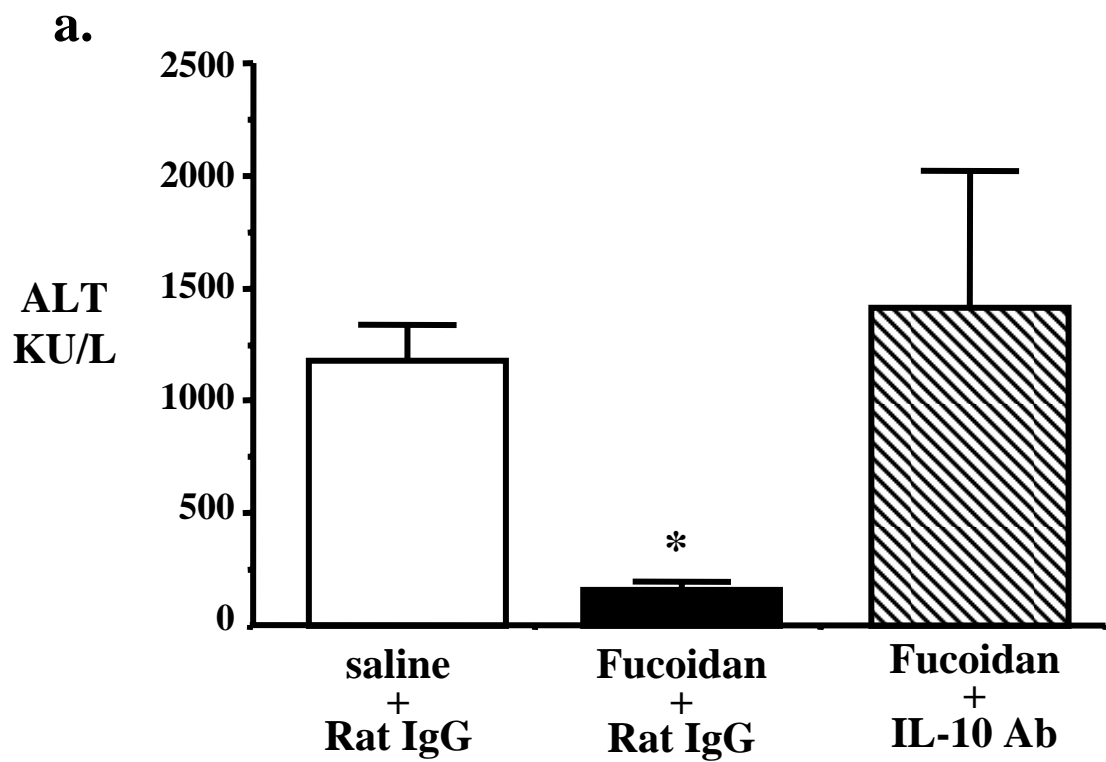 a.
2500
2000
1500
1000
500
0
ALT
KU/L
*
saline
+
Rat IgG
Fucoidan
+
Rat IgG
Fucoidan
+
IL-10 Ab